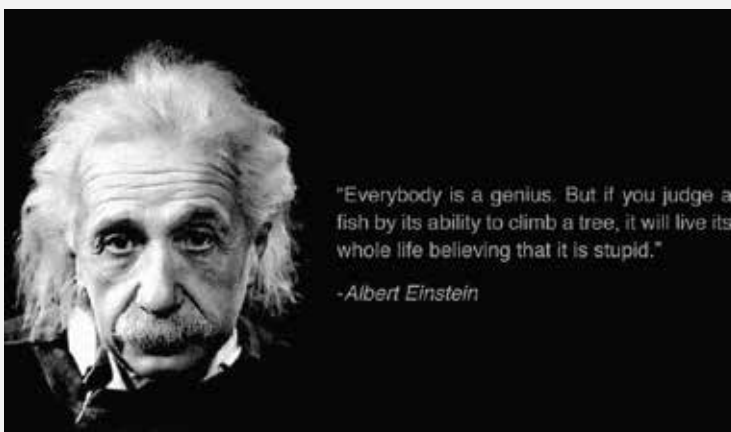 "Everybody is a genius. But if you judge a
fish by its ability to climb a tree, it will live its
whole life believing that it is stupid."
-Albert Einstein